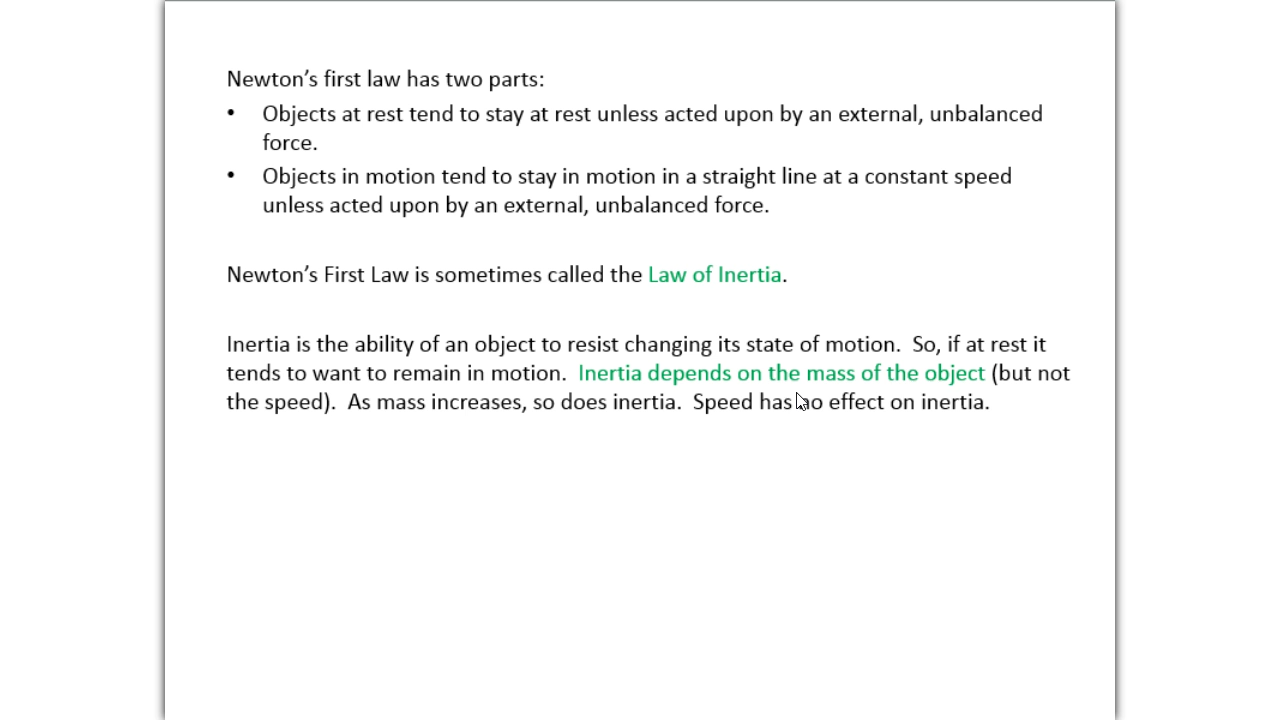 Newton’s first law has two parts:
• Objects at rest tend to stay at rest unless acted upon by an external, unbalanced
force.
• Objects in motion tend to stay in motion in a straight line at a constant speed
unless acted upon by an external, unbalanced force.
Newton’s First Law is sometimes called the Law of Inertia.
Inertia is the ability of an object to resist changing its state of motion.  So, if at rest it
tends to want to remain in motion.  Inertia depends on the mass of the object (but not
the speed).  As mass increases, so does inertia.  Speed has no effect on inertia.